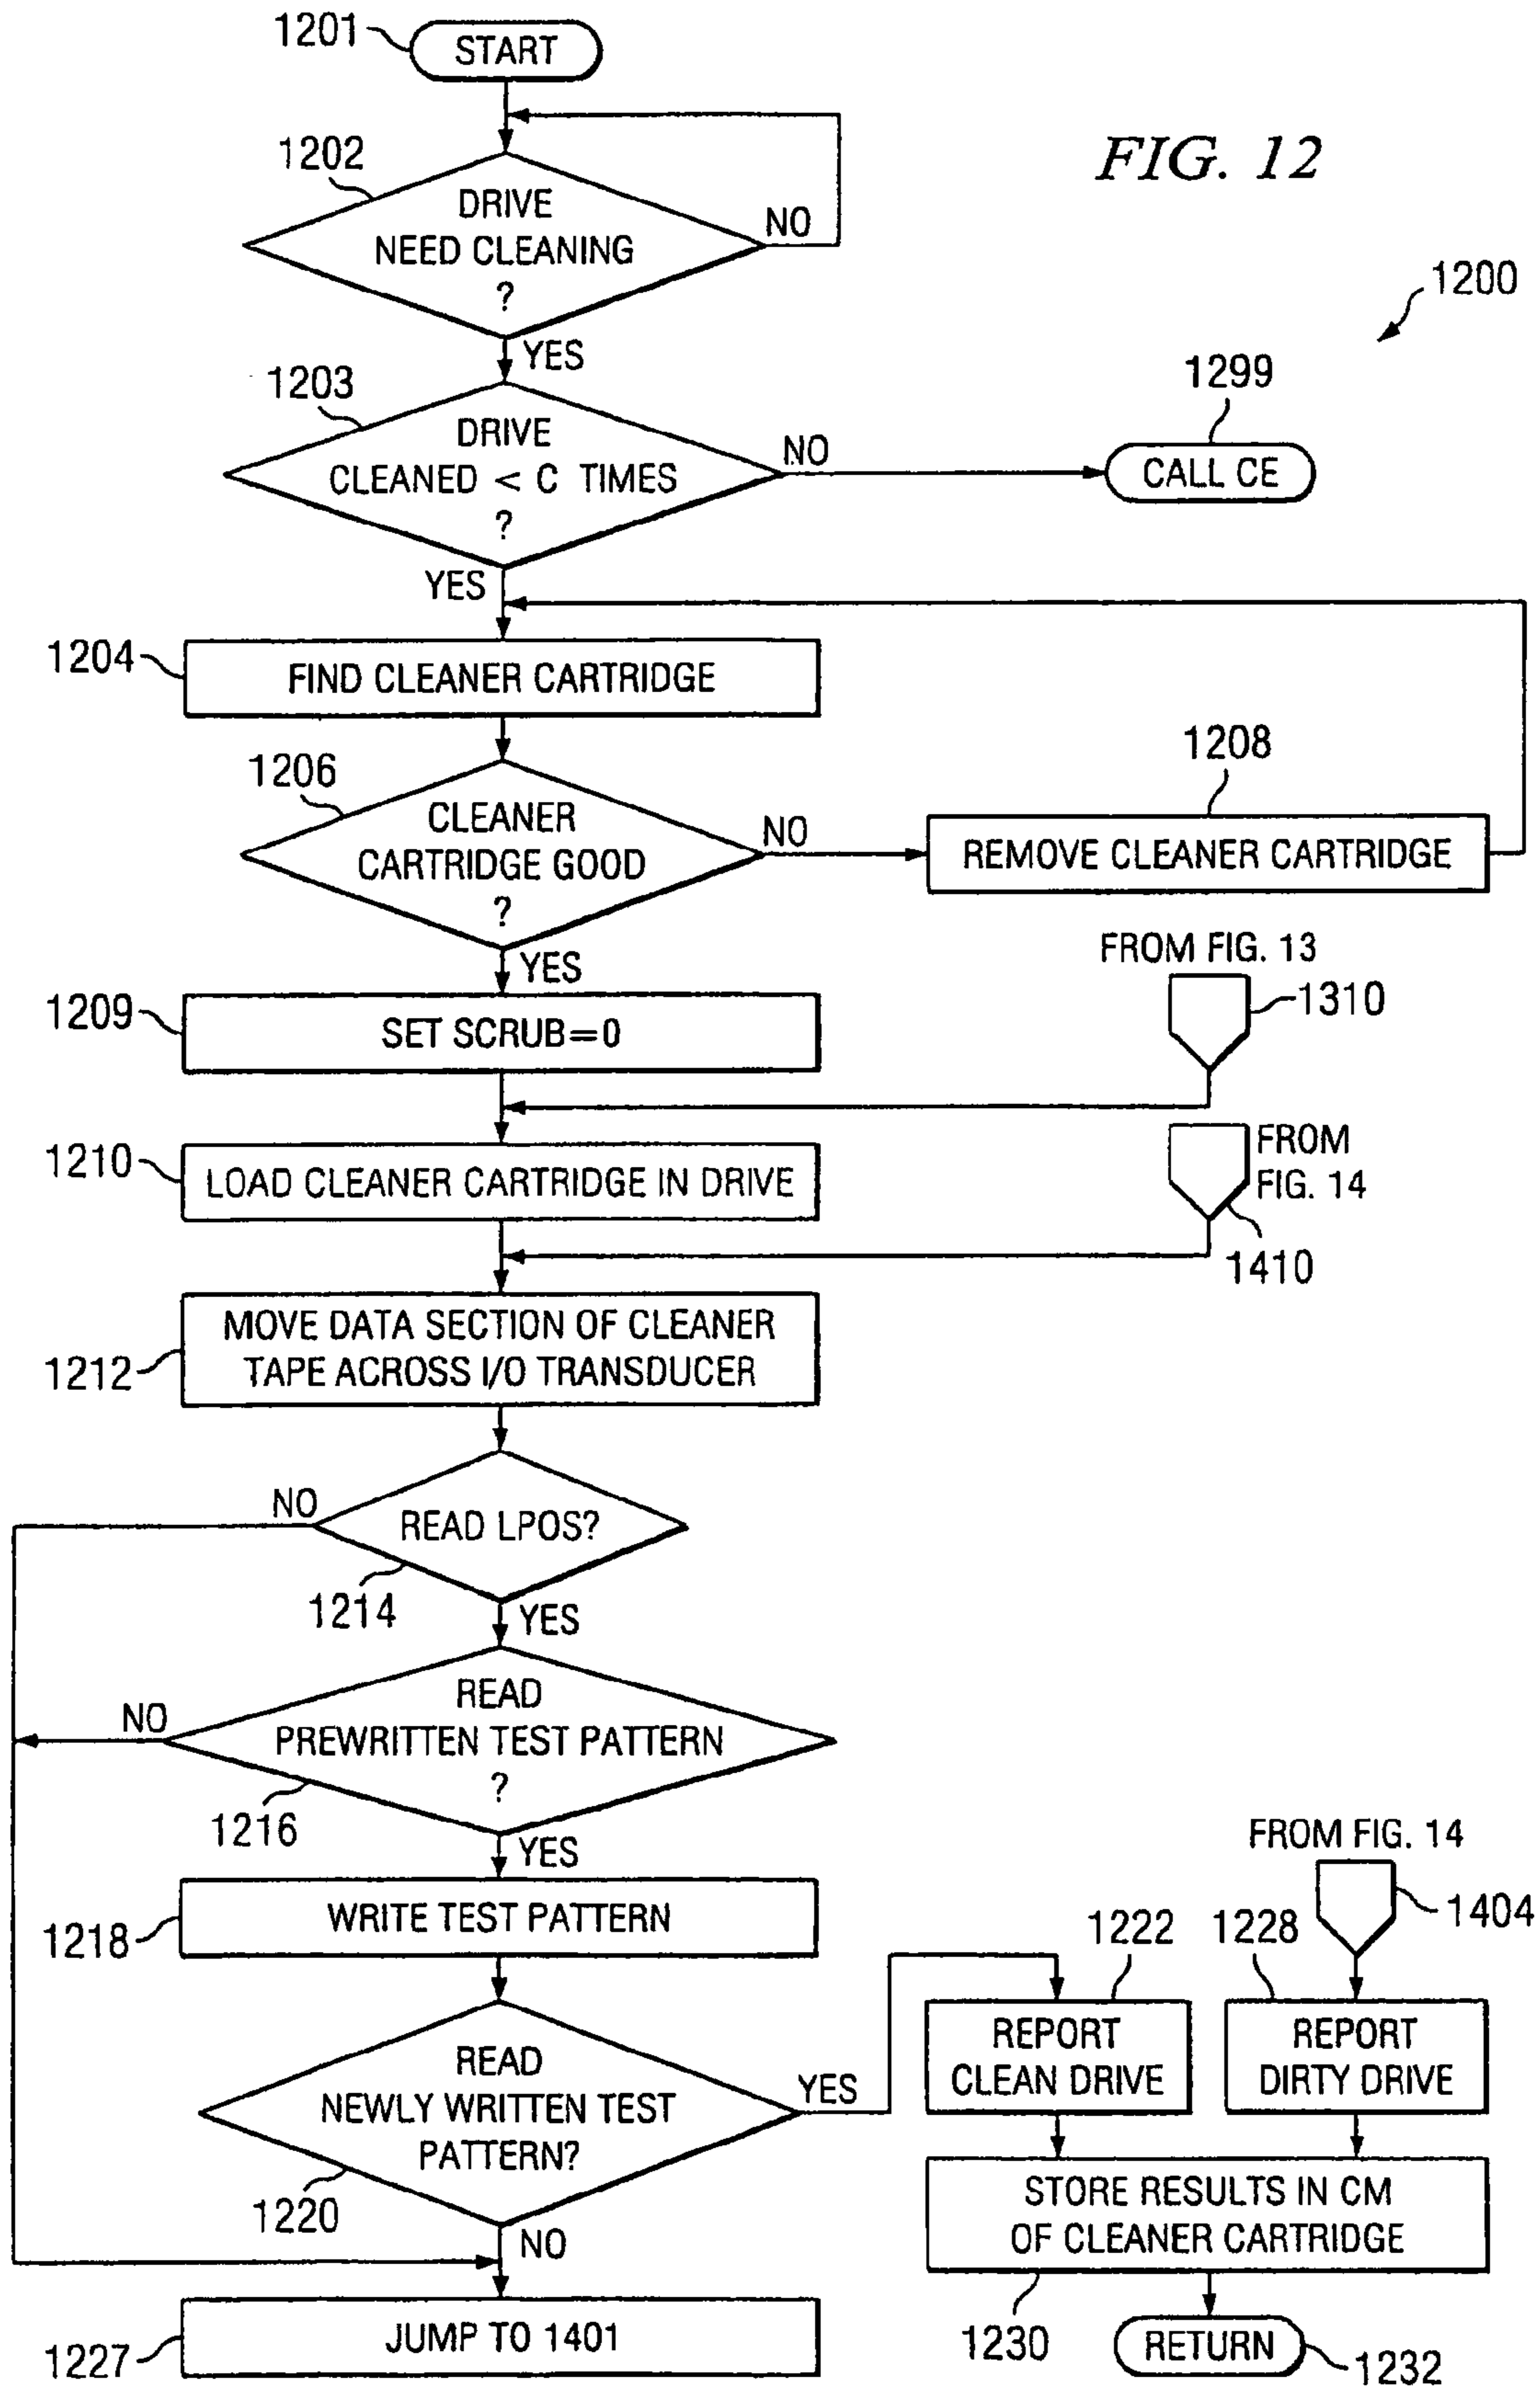 1201
START
FIG. 12
1202
DRIVE
NEED CLEANING
?
NO
1200
YES
1203
DRIVE
CLEANED < C TIMES
?
NO
1299
CALL CE
YES
1204
FIND CLEANER CARTRIDGE
1206
CLEANER
CARTRIDGE GOOD
?
NO
1208
REMOVE CLEANER CARTRIDGE
YES
FROM FIG. 13
1310
1209
SET SCRUB=0
1210
LOAD CLEANER CARTRIDGE IN DRIVE
FROM
FIG. 14
1410
1212
MOVE DATA SECTION OF CLEANER
TAPE ACROSS I/O TRANSDUCER
NO
READ LPOS?
1214
YES
NO
READ
PREWRITTEN TEST PATTERN
?
1216
YES
FROM FIG. 14
1404
1218
WRITE TEST PATTERN
1222
1228
READ
NEWLY WRITTEN TEST
PATTERN?
YES
1220
NO
REPORT
CLEAN DRIVE
REPORT
DIRTY DRIVE
STORE RESULTS IN CM
OF CLEANER CARTRIDGE
1230
1227
JUMP TO 1401
RETURN
1232